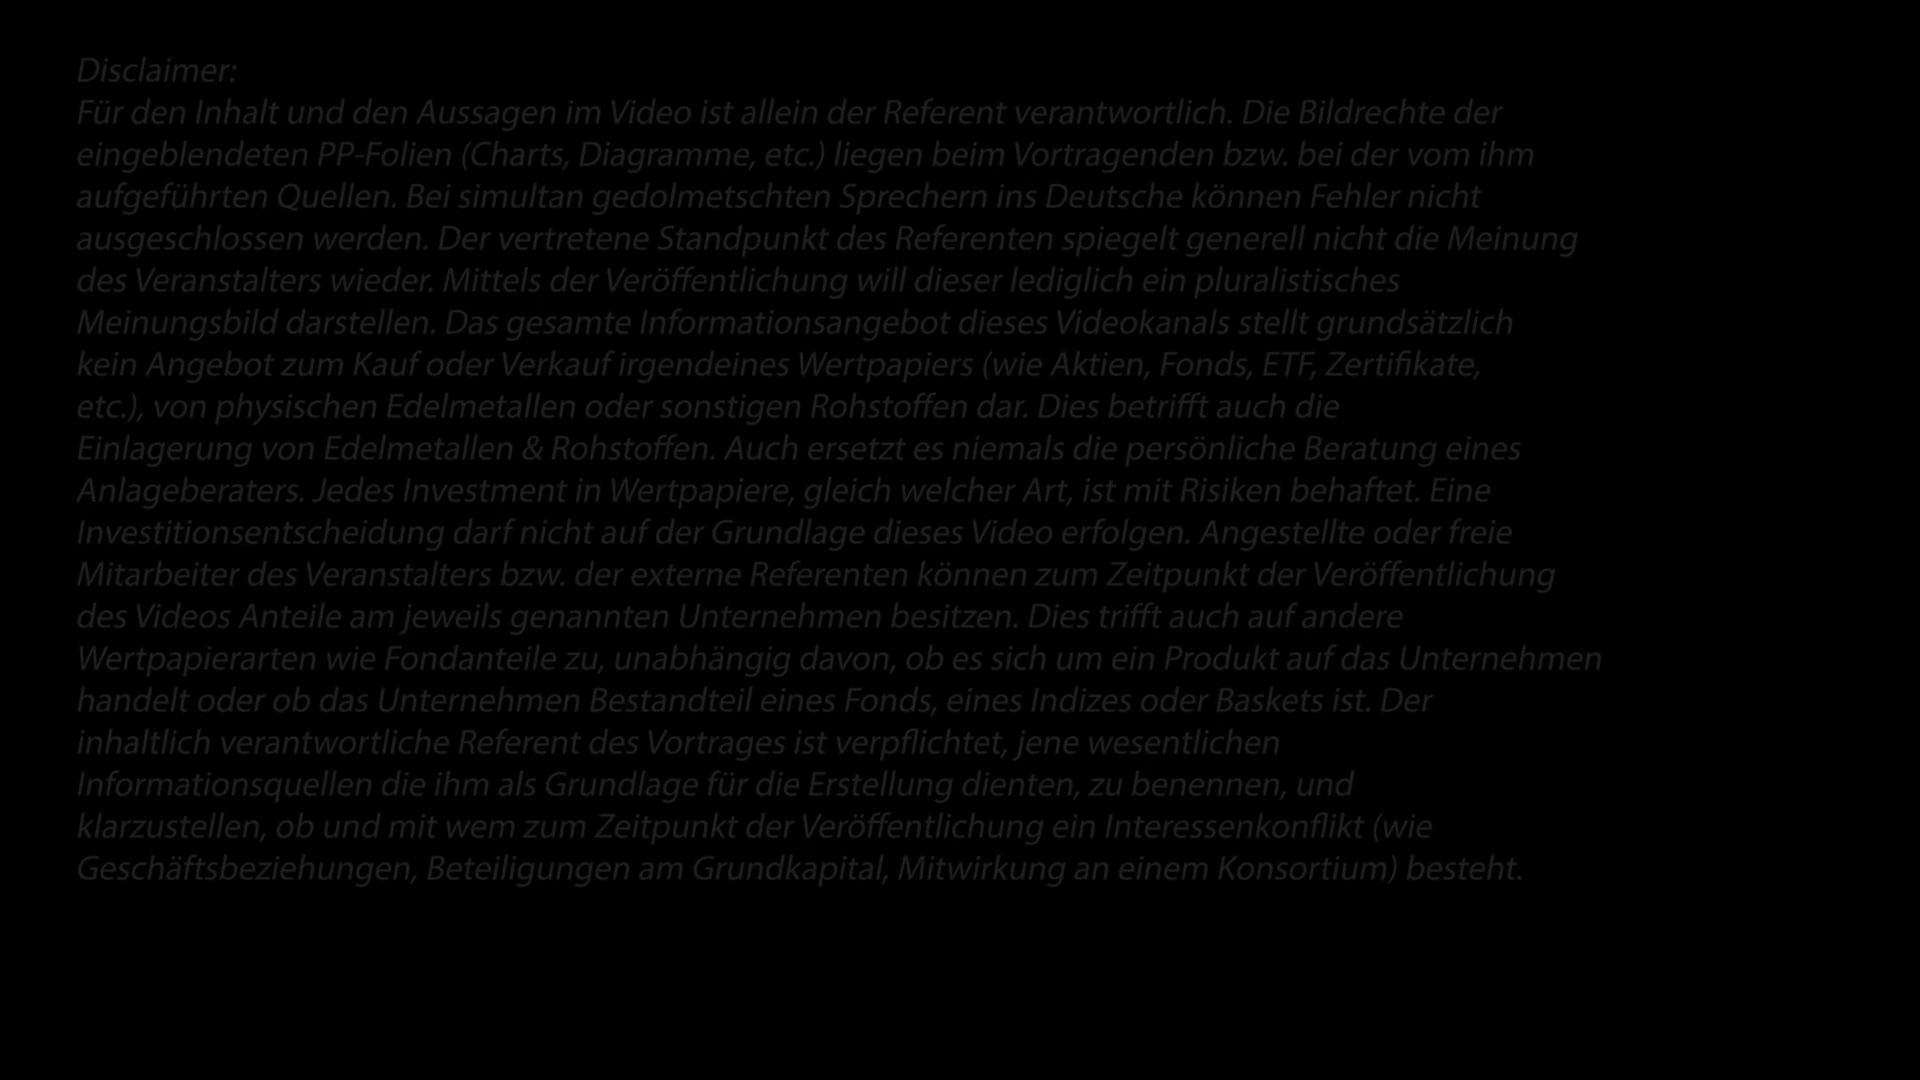 Disclaimer:
Für den Inhalt und den Aussagen im Video ist allein der Referent verantwortlich. Die Bildrechte der
eingeblendeten PP-Folien (Charts, Diagramme, etc.) liegen beim Vortragenden bzw. bei der vom ihm
aufgeführten Quellen. Bei simultan gedolmetschten Sprechern ins Deutsche können Fehler nicht
ausgeschlossen werden. Der vertretene Standpunkt des Referenten spiegelt generell nicht die Meinung
des Veranstalters wieder. Mittels der Veröffentlichung will dieser lediglich ein pluralistisches
Meinungsbild darstellen. Das gesamte Informationsangebot dieses Videokanals stellt grundsätzlich
kein Angebot zum Kauf oder Verkauf irgendeines Wertpapiers (wie Aktien, Fonds, ETF, Zertifikate,
etc.), von physischen Edelmetallen oder sonstigen Rohstoffen dar. Dies betrifft auch die
Einlagerung von Edelmetallen & Rohstoffen. Auch ersetzt es niemals die persönliche Beratung eines
Anlageberaters. Jedes Investment in Wertpapiere, gleich welcher Art, ist mit Risiken behaftet. Eine
Investitionsentscheidung darf nicht auf der Grundlage dieses Video erfolgen. Angestellte oder freie
Mitarbeiter des Veranstalters bzw. der externe Referenten können zum Zeitpunkt der Veröffentlichung
des Videos Anteile am jeweils genannten Unternehmen besitzen. Dies trifft auch auf andere
Wertpapierarten wie Fondanteile zu, unabhängig davon, ob es sich um ein Produkt auf das Unternehmen
handelt oder ob das Unternehmen Bestandteil eines Fonds, eines Indizes oder Baskets ist. Der
inhaltlich verantwortliche Referent des Vortrages ist verpflichtet, jene wesentlichen
Informationsquellen die ihm als Grundlage für die Erstellung dienten, zu benennen, und
klarzustellen, ob und mit wem zum Zeitpunkt der Veröffentlichung ein Interessenkonflikt (wie
Geschäftsbeziehungen, Beteiligungen am Grundkapital, Mitwirkung an einem Konsortium) besteht.